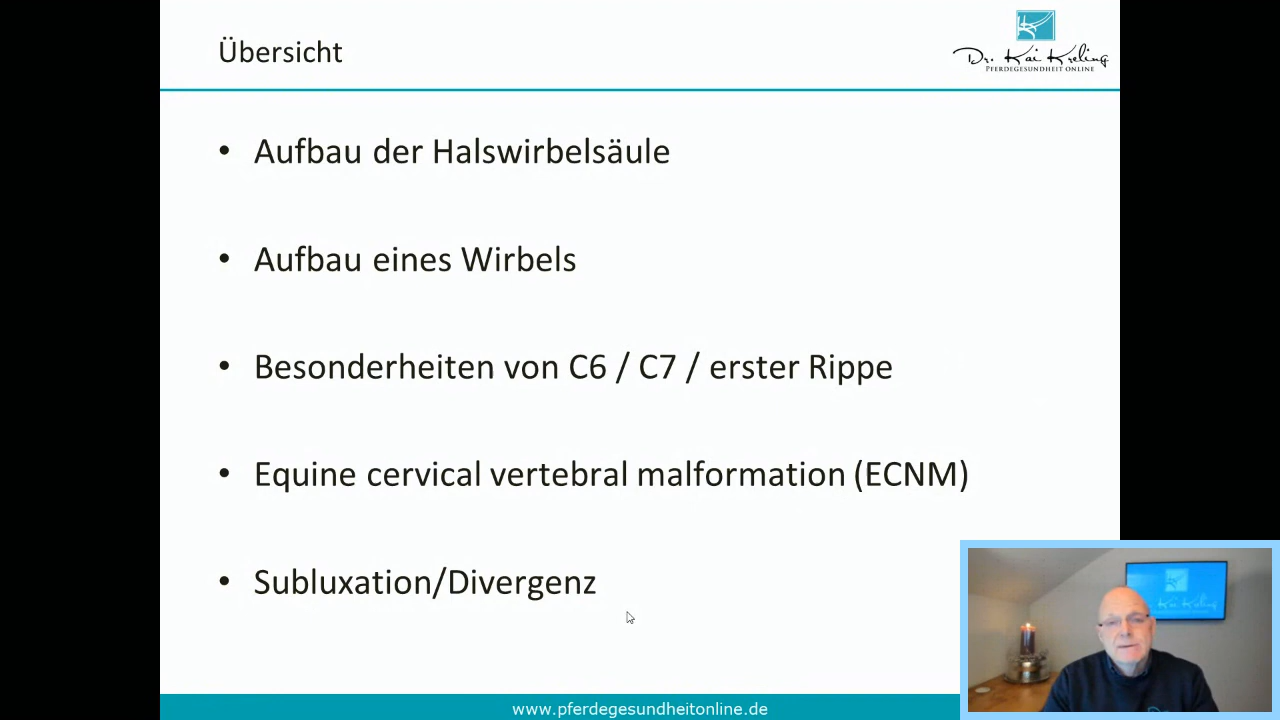 Übersicht
Dr. Kai Kreling
PFERDEGESUNDHEIT ONLINE
• Aufbau der Halswirbelsäule
• Aufbau eines Wirbels
• Besonderheiten von C6 / C7 / erster Rippe
• Equine cervical vertebral malformation (ECNM)
• Subluxation/Divergenz
www.pferdegesundheitonline.de